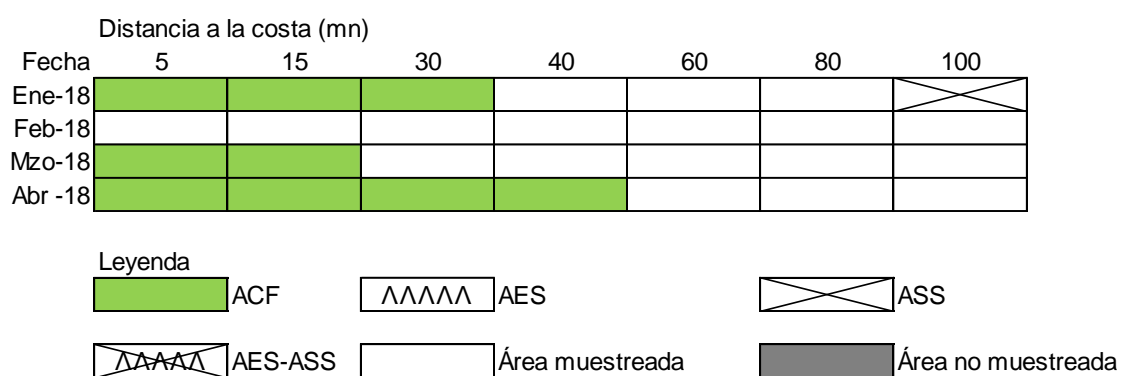 Distancia a la costa (mn)
Fecha 5 15 30 40 60 80 100
Ene-18
Feb-18
Mzo-18
Abr -18
Leyenda
ACF ΛΛΛΛΛ AES ASS
ΛΛΛΛΛ AES-ASS Área muestreada Área no muestreada